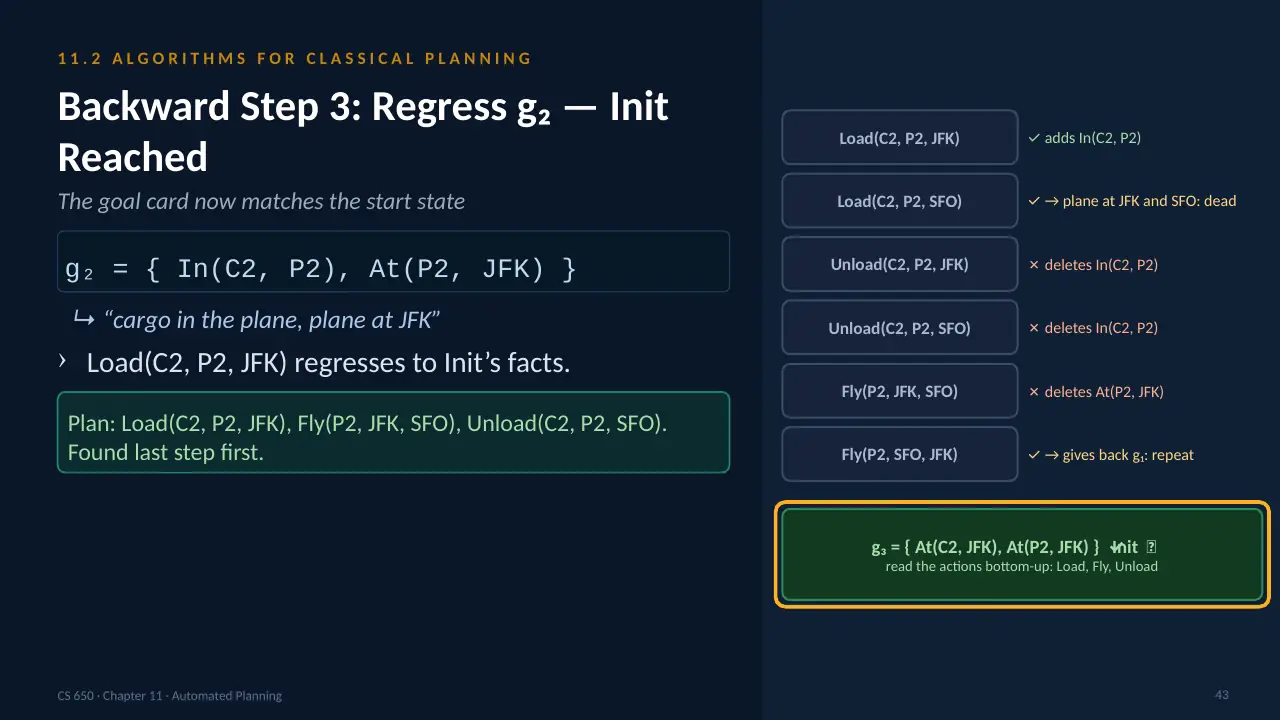 11.2 ALGORITHMS FOR CLASSICAL PLANNING
Backward Step 3: Regress g₂ — Init
Reached
The goal card now matches the start state
g₂ = { In(C2, P2), At(P2, JFK) }
↪ “cargo in the plane, plane at JFK”
› Load(C2, P2, JFK) regresses to Init’s facts.
Plan: Load(C2, P2, JFK), Fly(P2, JFK, SFO), Unload(C2, P2, SFO).
Found last step first.
Load(C2, P2, JFK) ✓ adds In(C2, P2)
Load(C2, P2, SFO) ✓ → plane at JFK and SFO: dead
Unload(C2, P2, JFK) × deletes In(C2, P2)
Unload(C2, P2, SFO) × deletes In(C2, P2)
Fly(P2, JFK, SFO) × deletes At(P2, JFK)
Fly(P2, SFO, JFK) ✓ → gives back g₁: repeat
g₃ = { At(C2, JFK), At(P2, JFK) } Init
read the actions bottom-up: Load, Fly, Unload
CS 650 · Chapter 11 · Automated Planning
43